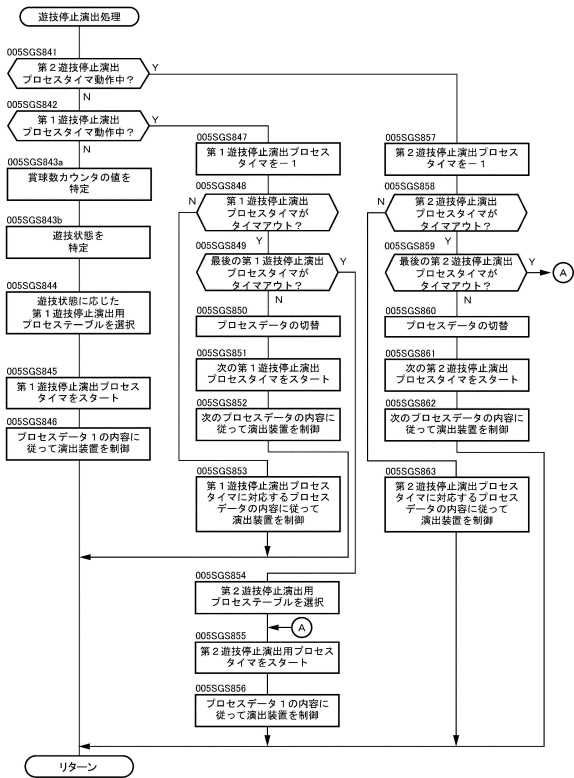 遊技停止演出処理
005SGS841
第２遊技停止演出
プロセスタイマ動作中？
Y
N
005SGS842
第１遊技停止演出
プロセスタイマ動作中？
Y
N
005SGS843a
賞球数カウンタの値を
特定
005SGS843b
遊技状態を
特定
005SGS844
遊技状態に応じた
第１遊技停止演出用
プロセステーブルを選択
005SGS845
第１遊技停止演出プロセス
タイマをスタート
005SGS846
プロセスデータ１の内容に
従って演出装置を制御
005SGS847
第１遊技停止演出プロセス
タイマを－１
005SGS848
N
第１遊技停止演出
プロセスタイマが
タイムアウト？
Y
005SGS849
最後の第１遊技停止演出
プロセスタイマが
タイマアウト？
Y
N
005SGS850
プロセスデータの切替
005SGS851
次の第１遊技停止演出
プロセスタイマをスタート
005SGS852
次のプロセスデータの内容に
従って演出装置を制御
005SGS853
第１遊技停止演出プロセス
タイマに対応するプロセス
データの内容に従って
演出装置を制御
005SGS854
第２遊技停止演出用
プロセステーブルを選択
A
005SGS855
第２遊技停止演出用プロセス
タイマをスタート
005SGS856
プロセスデータ１の内容に
従って演出装置を制御
005SGS857
第２遊技停止演出プロセス
タイマを－１
005SGS858
N
第２遊技停止演出
プロセスタイマが
タイムアウト？
Y
005SGS859
最後の第２遊技停止演出
プロセスタイマが
タイマアウト？
Y
A
N
005SGS860
プロセスデータの切替
005SGS861
次の第２遊技停止演出
プロセスタイマをスタート
005SGS862
次のプロセスデータの内容に
従って演出装置を制御
005SGS863
第２遊技停止演出プロセス
タイマに対応するプロセス
データの内容に従って
演出装置を制御
リターン